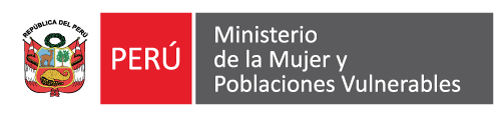 REPÚBLICA DEL PERÚ
PERÚ
Ministerio
de la Mujer y
Poblaciones Vulnerables